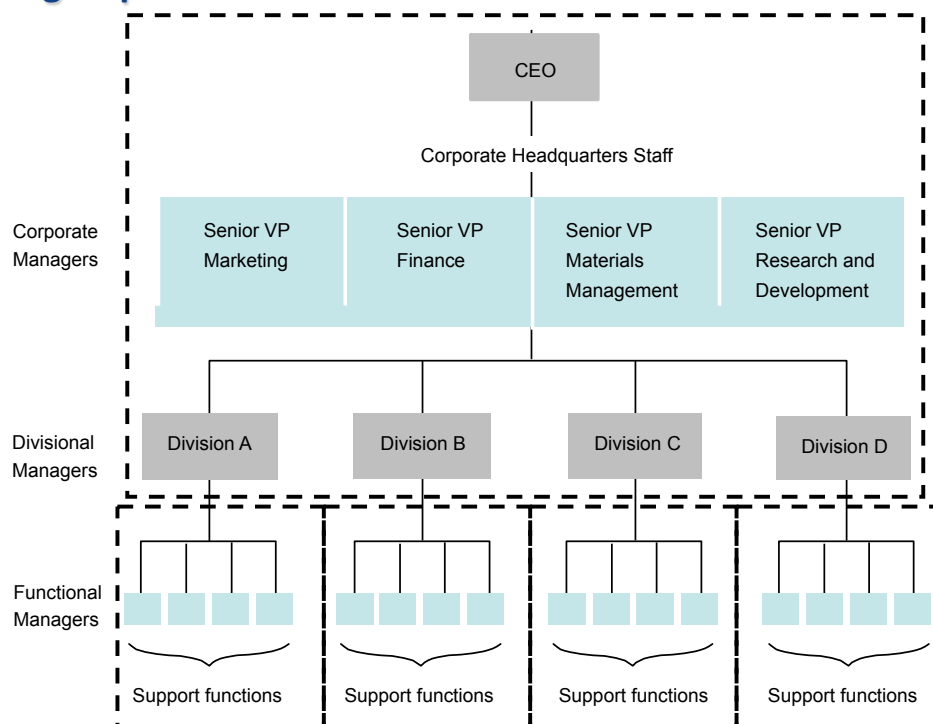 CEO
Corporate Headquarters Staff
Corporate
Managers
Senior VP
Marketing
Senior VP
Finance
Senior VP
Materials
Management
Senior VP
Research and
Development
Divisional
Managers
Division A
Division B
Division C
Division D
Functional
Managers
Support functions
Support functions
Support functions
Support functions